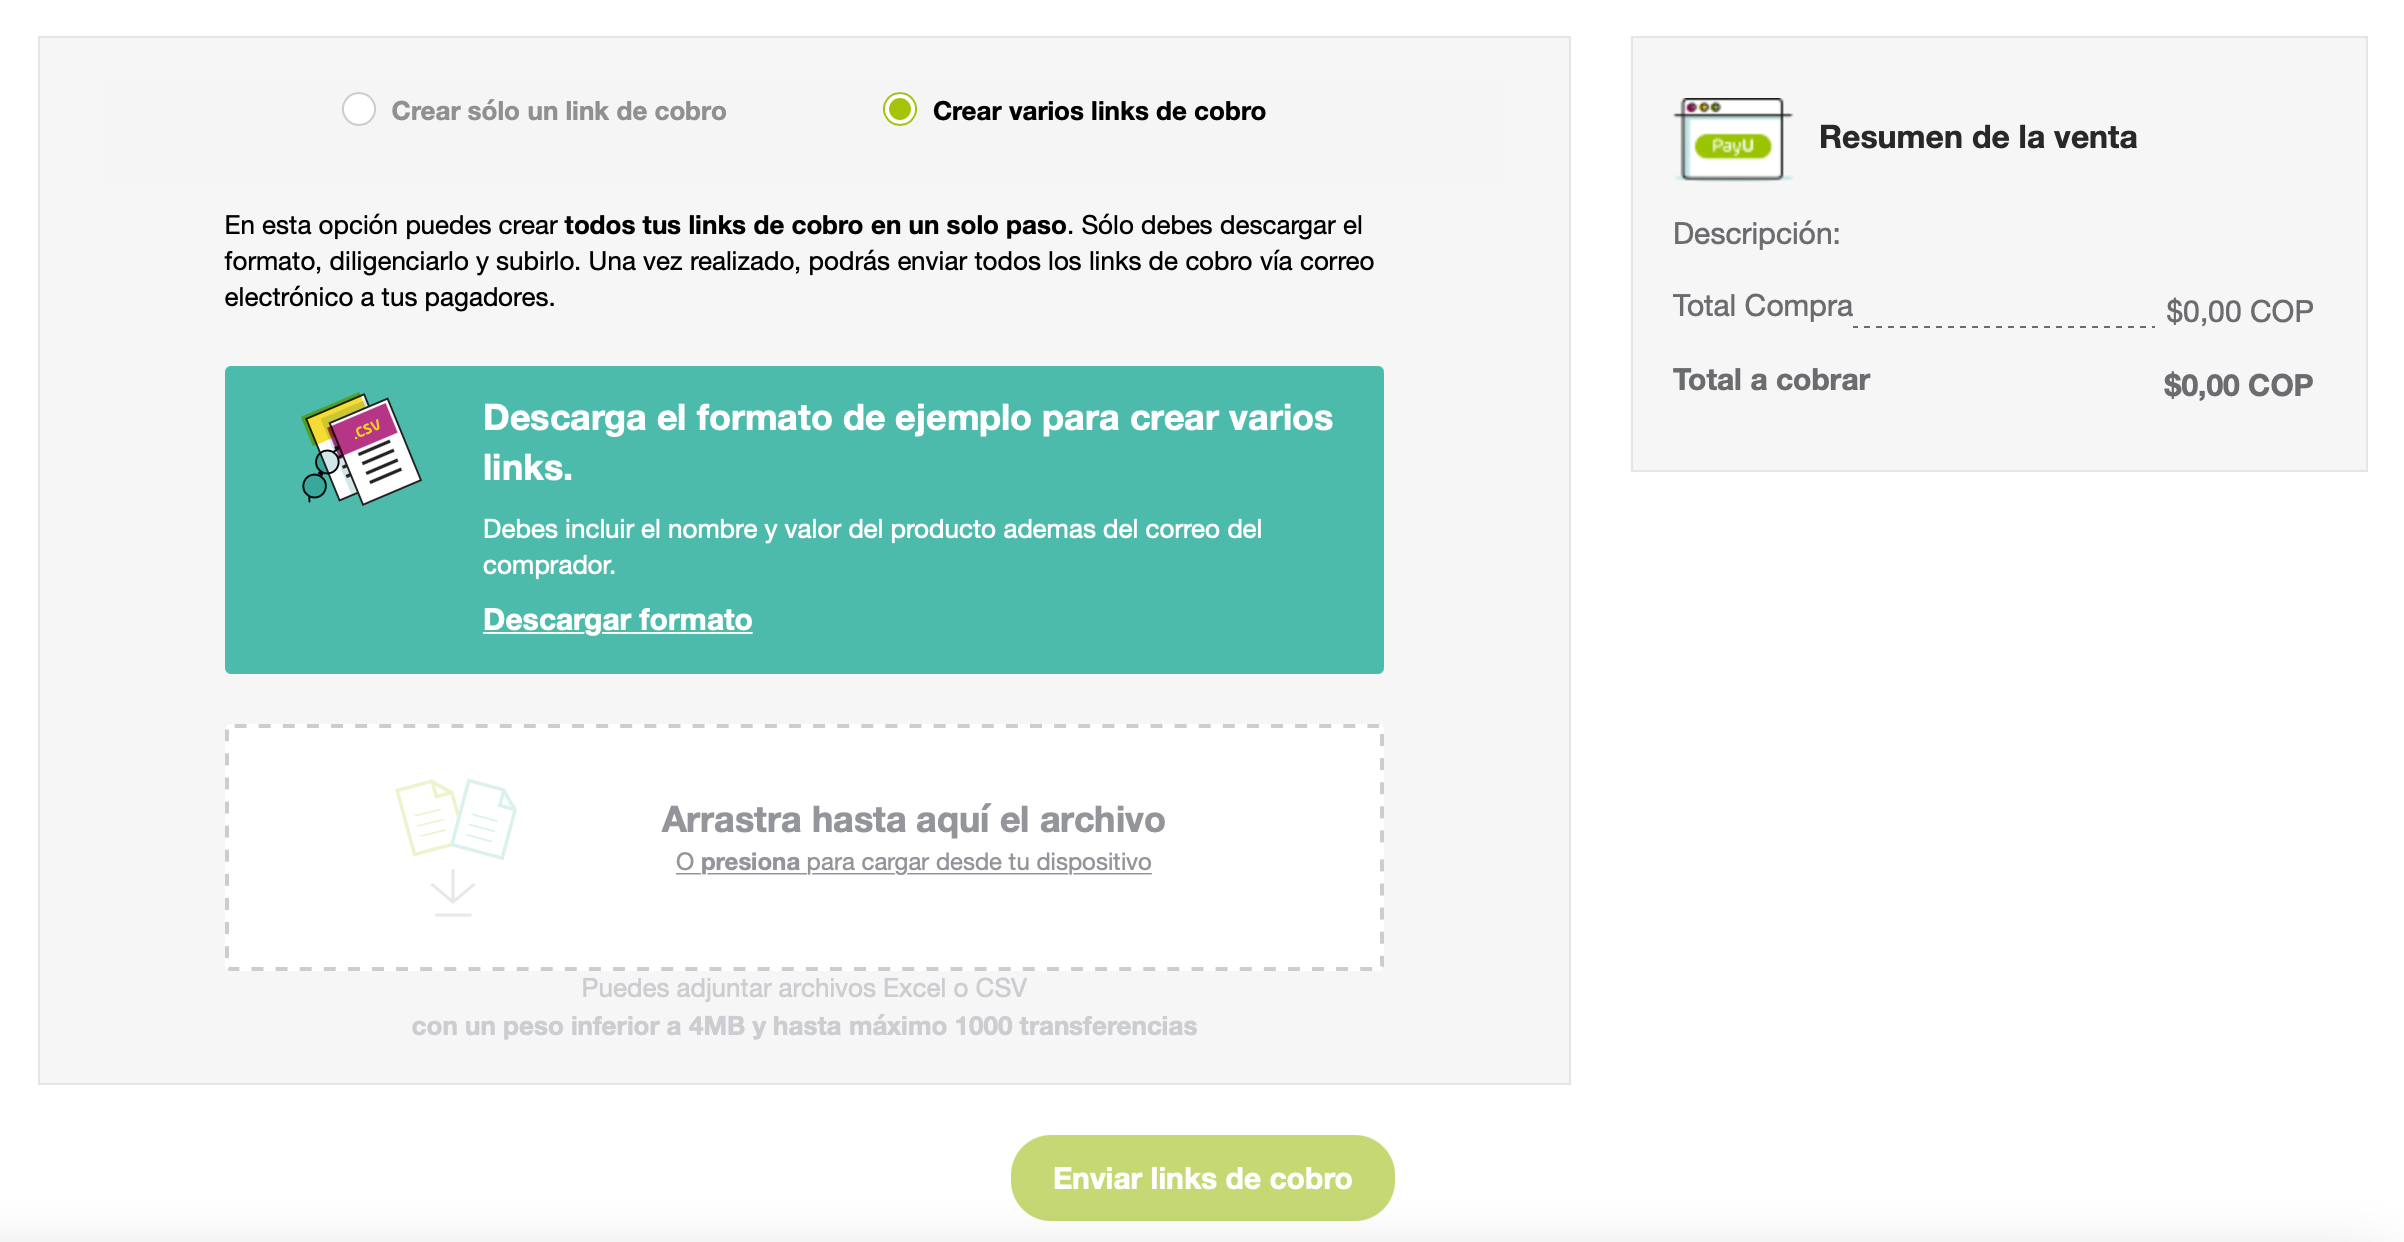 Crear sólo un link de cobro
Crear varios links de cobro
En esta opción puedes crear todos tus links de cobro en un solo paso. Sólo debes descargar el
formato, diligenciarlo y subirlo. Una vez realizado, podrás enviar todos los links de cobro vía correo
electrónico a tus pagadores.
.CSV
Descarga el formato de ejemplo para crear varios
links.
Debes incluir el nombre y valor del producto ademas del correo del
comprador.
Descargar formato
Arrastra hasta aquí el archivo
O presiona para cargar desde tu dispositivo
Puedes adjuntar archivos Excel o CSV
con un peso inferior a 4MB y hasta máximo 1000 transferencias
PayU
Resumen de la venta
Descripción:
Total Compra $0,00 COP
Total a cobrar $0,00 COP
Enviar links de cobro